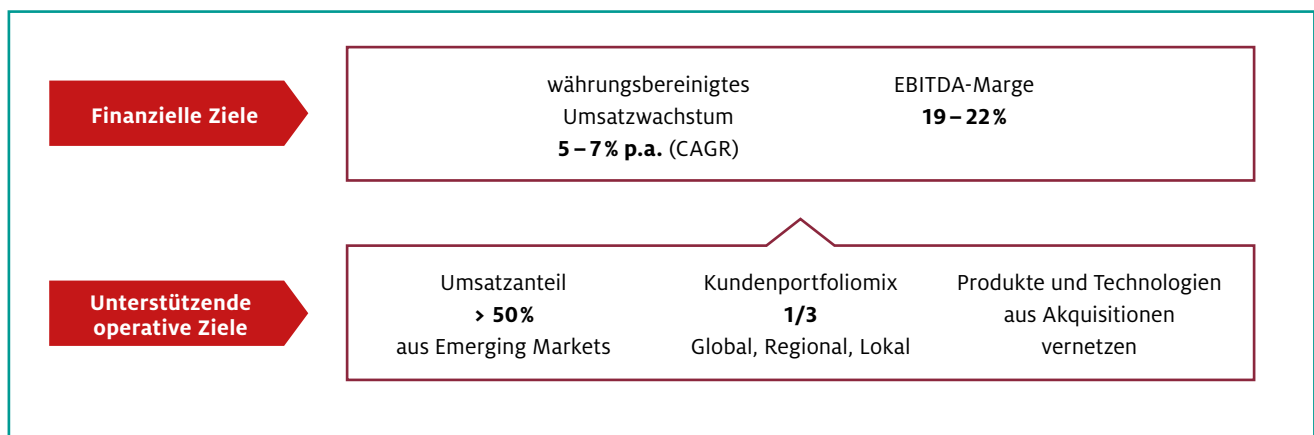 Finanzielle Ziele
währungsbereinigtes
Umsatzwachstum
5 – 7 % p.a. (CAGR)
EBITDA-Marge
19 – 22 %
Unterstützende
operative Ziele
Umsatzanteil
> 50 %
aus Emerging Markets
Kundenportfoliomix
1/3
Global, Regional, Lokal
Produkte und Technologien
aus Akquisitionen
vernetzen